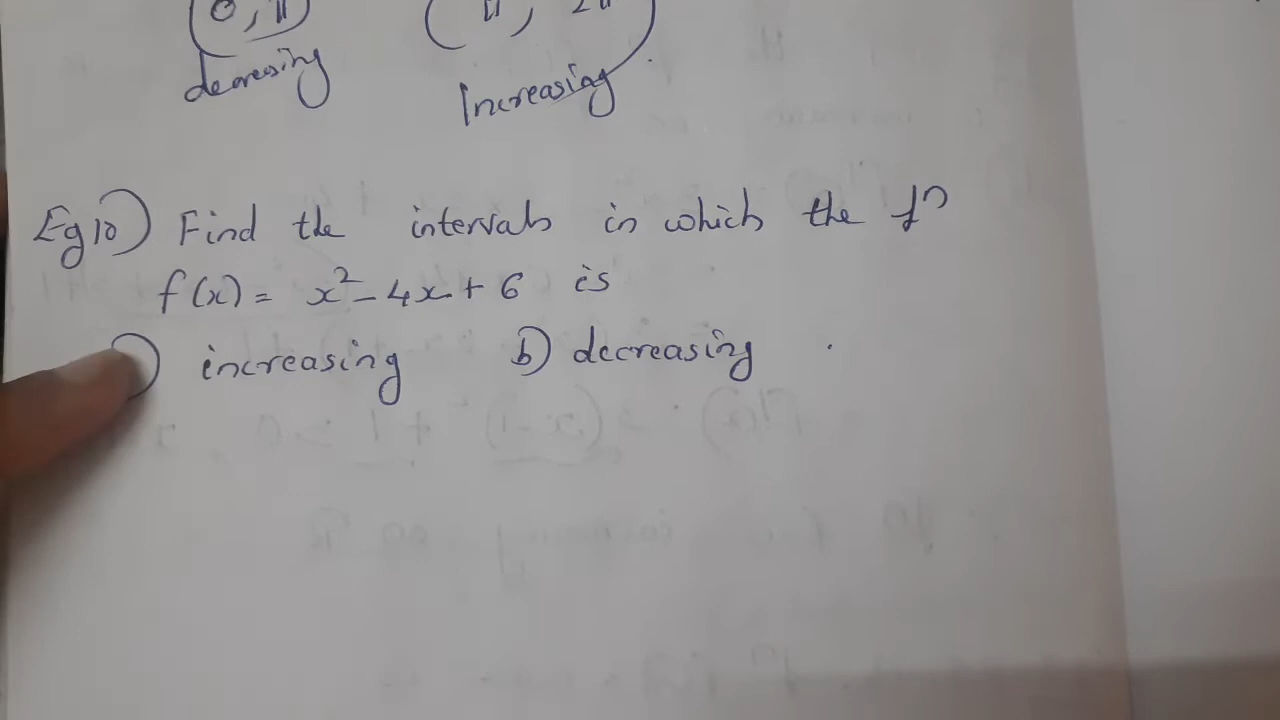 (0, π) (π, 2π)
decreasing Increasing
Eg 10) Find the intervals in which the fn
f(x) = x² - 4x + 6 is
increasing b) decreasing .